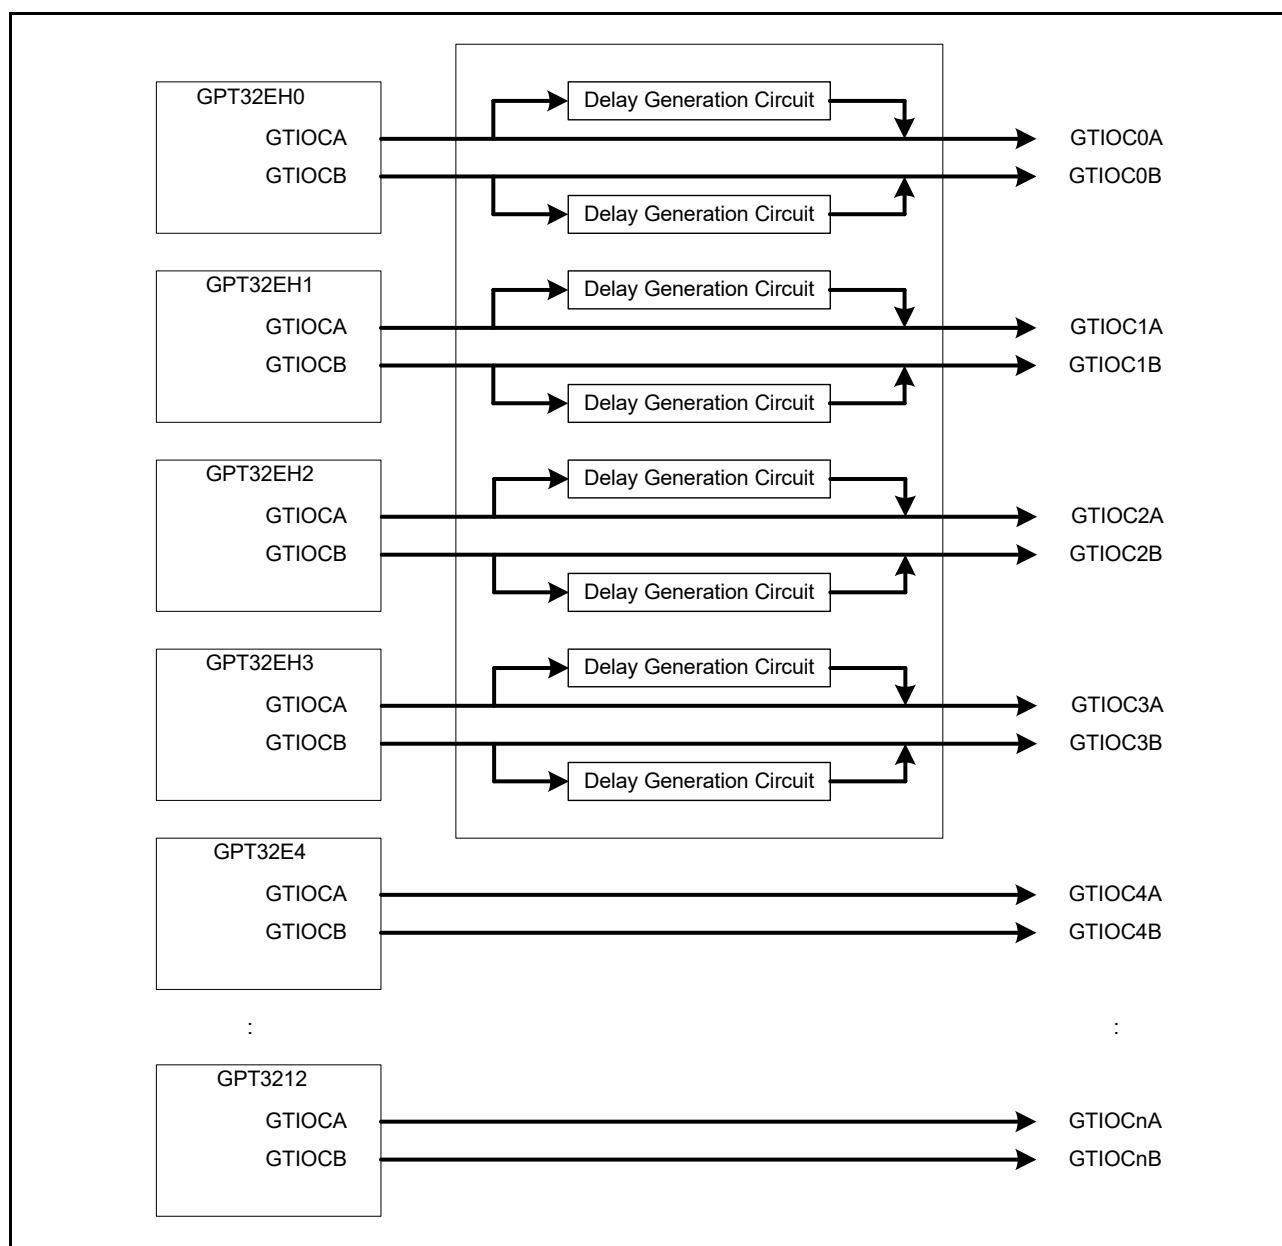 GPT32EH0
Delay Generation Circuit
GTIOCA
GTIOC0A
GTIOCB
GTIOC0B
Delay Generation Circuit
GPT32EH1
Delay Generation Circuit
GTIOCA
GTIOC1A
GTIOCB
GTIOC1B
Delay Generation Circuit
GPT32EH2
Delay Generation Circuit
GTIOCA
GTIOC2A
GTIOCB
GTIOC2B
Delay Generation Circuit
GPT32EH3
Delay Generation Circuit
GTIOCA
GTIOC3A
GTIOCB
GTIOC3B
Delay Generation Circuit
GPT32E4
GTIOCA
GTIOC4A
GTIOCB
GTIOC4B
:
:
GPT3212
GTIOCA
GTIOCnA
GTIOCB
GTIOCnB